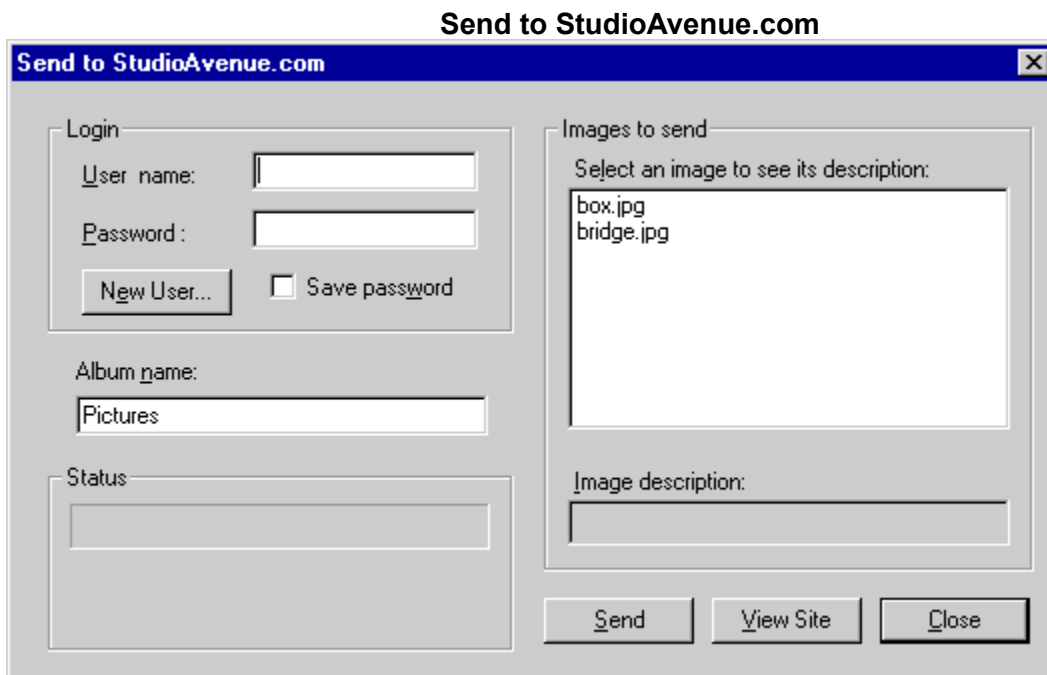 Send to StudioAvenue.com
Send to StudioAvenue.com
Login
User name:
Password :
New User...
Save password
Album name:
Pictures
Status
Images to send
Select an image to see its description:
box.jpg
bridge.jpg
Image description:
Send
View Site
Close